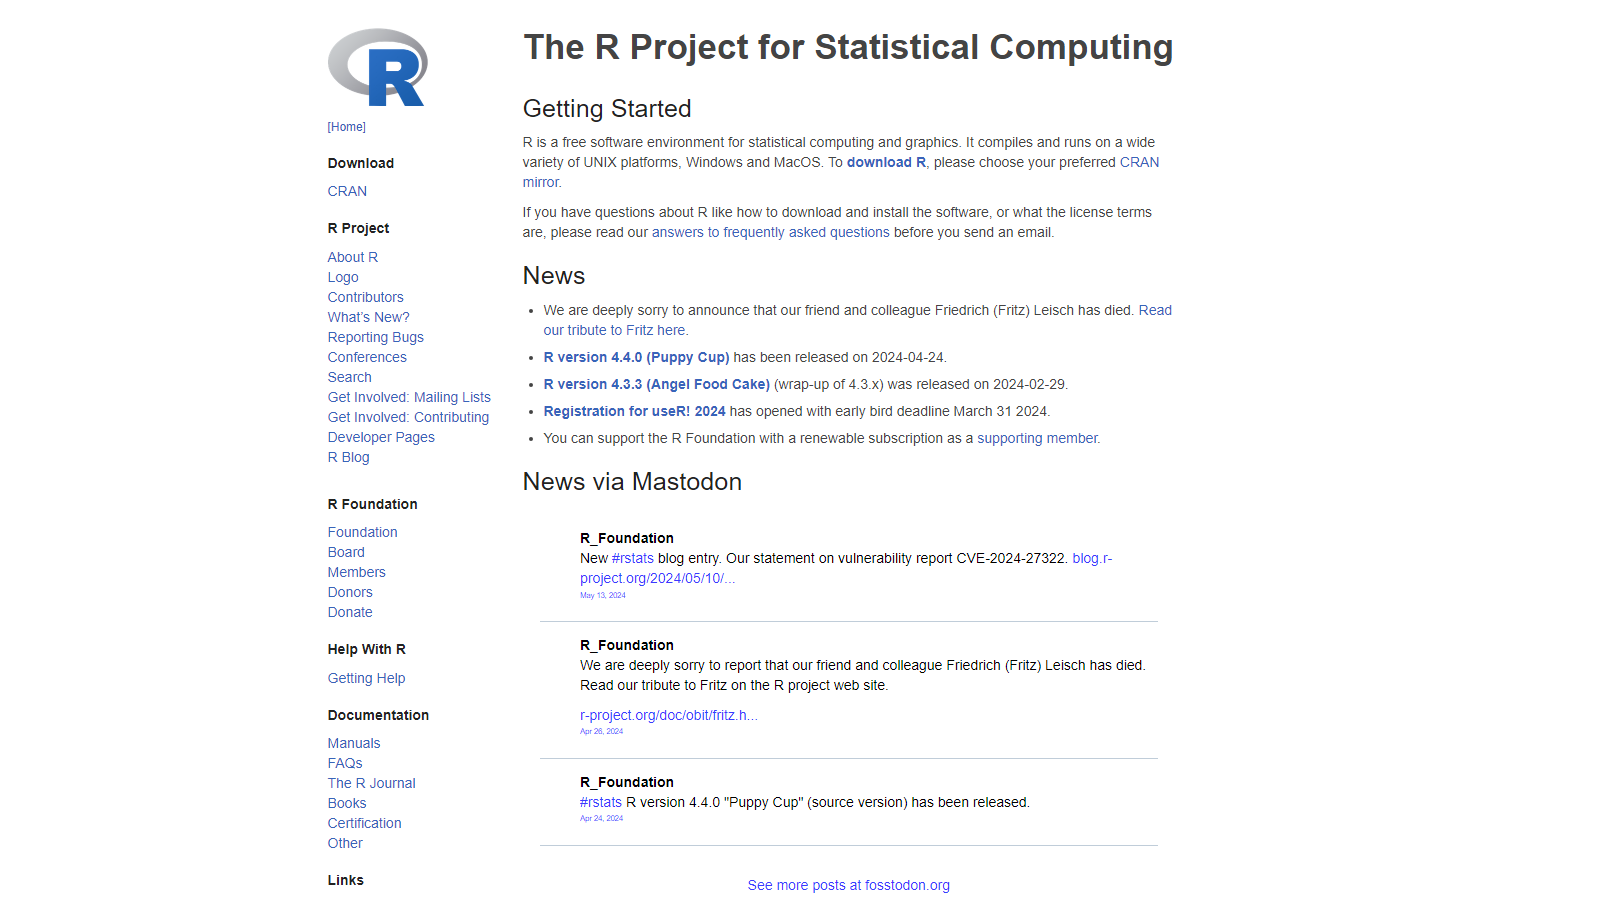 R
[Home]
Download
CRAN
R Project
About R
Logo
Contributors
What's New?
Reporting Bugs
Conferences
Search
Get Involved: Mailing Lists
Get Involved: Contributing
Developer Pages
R Blog
R Foundation
Foundation
Board
Members
Donors
Donate
Help With R
Getting Help
Documentation
Manuals
FAQs
The R Journal
Books
Certification
Other
Links
The R Project for Statistical Computing
Getting Started
R is a free software environment for statistical computing and graphics. It compiles and runs on a wide
variety of UNIX platforms, Windows and MacOS. To download R, please choose your preferred CRAN
mirror.
If you have questions about R like how to download and install the software, or what the license terms
are, please read our answers to frequently asked questions before you send an email.
News
• We are deeply sorry to announce that our friend and colleague Friedrich (Fritz) Leisch has died. Read
our tribute to Fritz here.
• R version 4.4.0 (Puppy Cup) has been released on 2024-04-24.
• R version 4.3.3 (Angel Food Cake) (wrap-up of 4.3.x) was released on 2024-02-29.
• Registration for useR! 2024 has opened with early bird deadline March 31 2024.
• You can support the R Foundation with a renewable subscription as a supporting member.
News via Mastodon
R_Foundation
New #rstats blog entry. Our statement on vulnerability report CVE-2024-27322. blog.r-
project.org/2024/05/10/...
May 13, 2024
R_Foundation
We are deeply sorry to report that our friend and colleague Friedrich (Fritz) Leisch has died.
Read our tribute to Fritz on the R project web site.
r-project.org/doc/obit/fritz.h...
Apr 26, 2024
R_Foundation
#rstats R version 4.4.0 "Puppy Cup" (source version) has been released.
Apr 24, 2024
See more posts at fosstodon.org